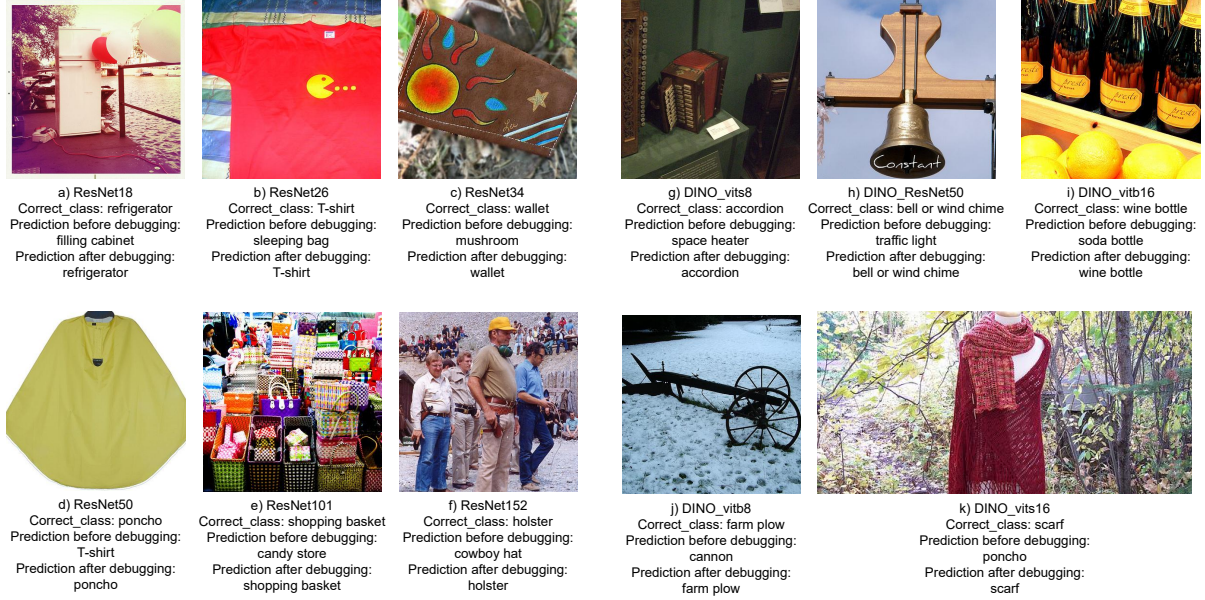 Constant
a) ResNet18
Correct_class: refrigerator
Prediction before debugging:
filling cabinet
Prediction after debugging:
refrigerator
b) ResNet26
Correct_class: T-shirt
Prediction before debugging:
sleeping bag
Prediction after debugging:
T-shirt
c) ResNet34
Correct_class: wallet
Prediction before debugging:
mushroom
Prediction after debugging:
wallet
g) DINO_vits8
Correct_class: accordion
Prediction before debugging:
space heater
Prediction after debugging:
accordion
h) DINO_ResNet50
Correct_class: bell or wind chime
Prediction before debugging:
traffic light
Prediction after debugging:
bell or wind chime
i) DINO_vitb16
Correct_class: wine bottle
Prediction before debugging:
soda bottle
Prediction after debugging:
wine bottle
d) ResNet50
Correct_class: poncho
Prediction before debugging:
T-shirt
Prediction after debugging:
poncho
e) ResNet101
Correct_class: shopping basket
Prediction before debugging:
candy store
Prediction after debugging:
shopping basket
f) ResNet152
Correct_class: holster
Prediction before debugging:
cowboy hat
Prediction after debugging:
holster
j) DINO_vitb8
Correct_class: farm plow
Prediction before debugging:
cannon
Prediction after debugging:
farm plow
k) DINO_vits16
Correct_class: scarf
Prediction before debugging:
poncho
Prediction after debugging:
scarf